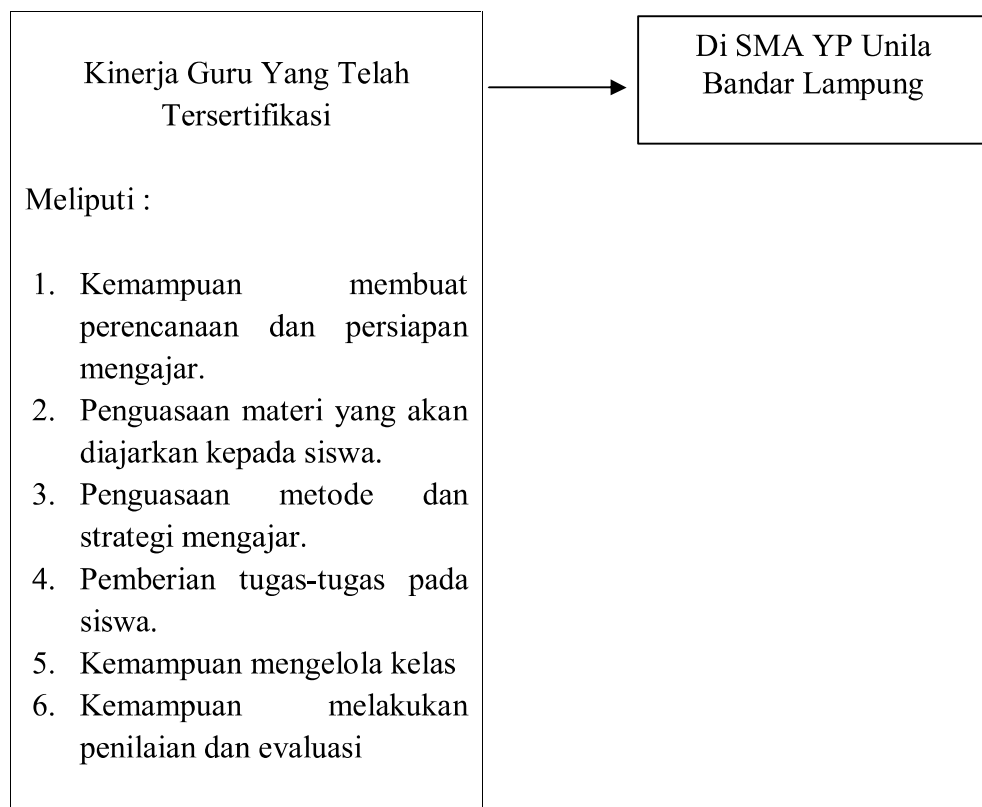 Kinerja Guru Yang Telah
Tersertifikasi
Meliputi :
1. Kemampuan membuat
perencanaan dan persiapan
mengajar.
2. Penguasaan materi yang akan
diajarkan kepada siswa.
3. Penguasaan metode dan
strategi mengajar.
4. Pemberian tugas-tugas pada
siswa.
5. Kemampuan mengelola kelas
6. Kemampuan melakukan
penilaian dan evaluasi
Di SMA YP Unila
Bandar Lampung